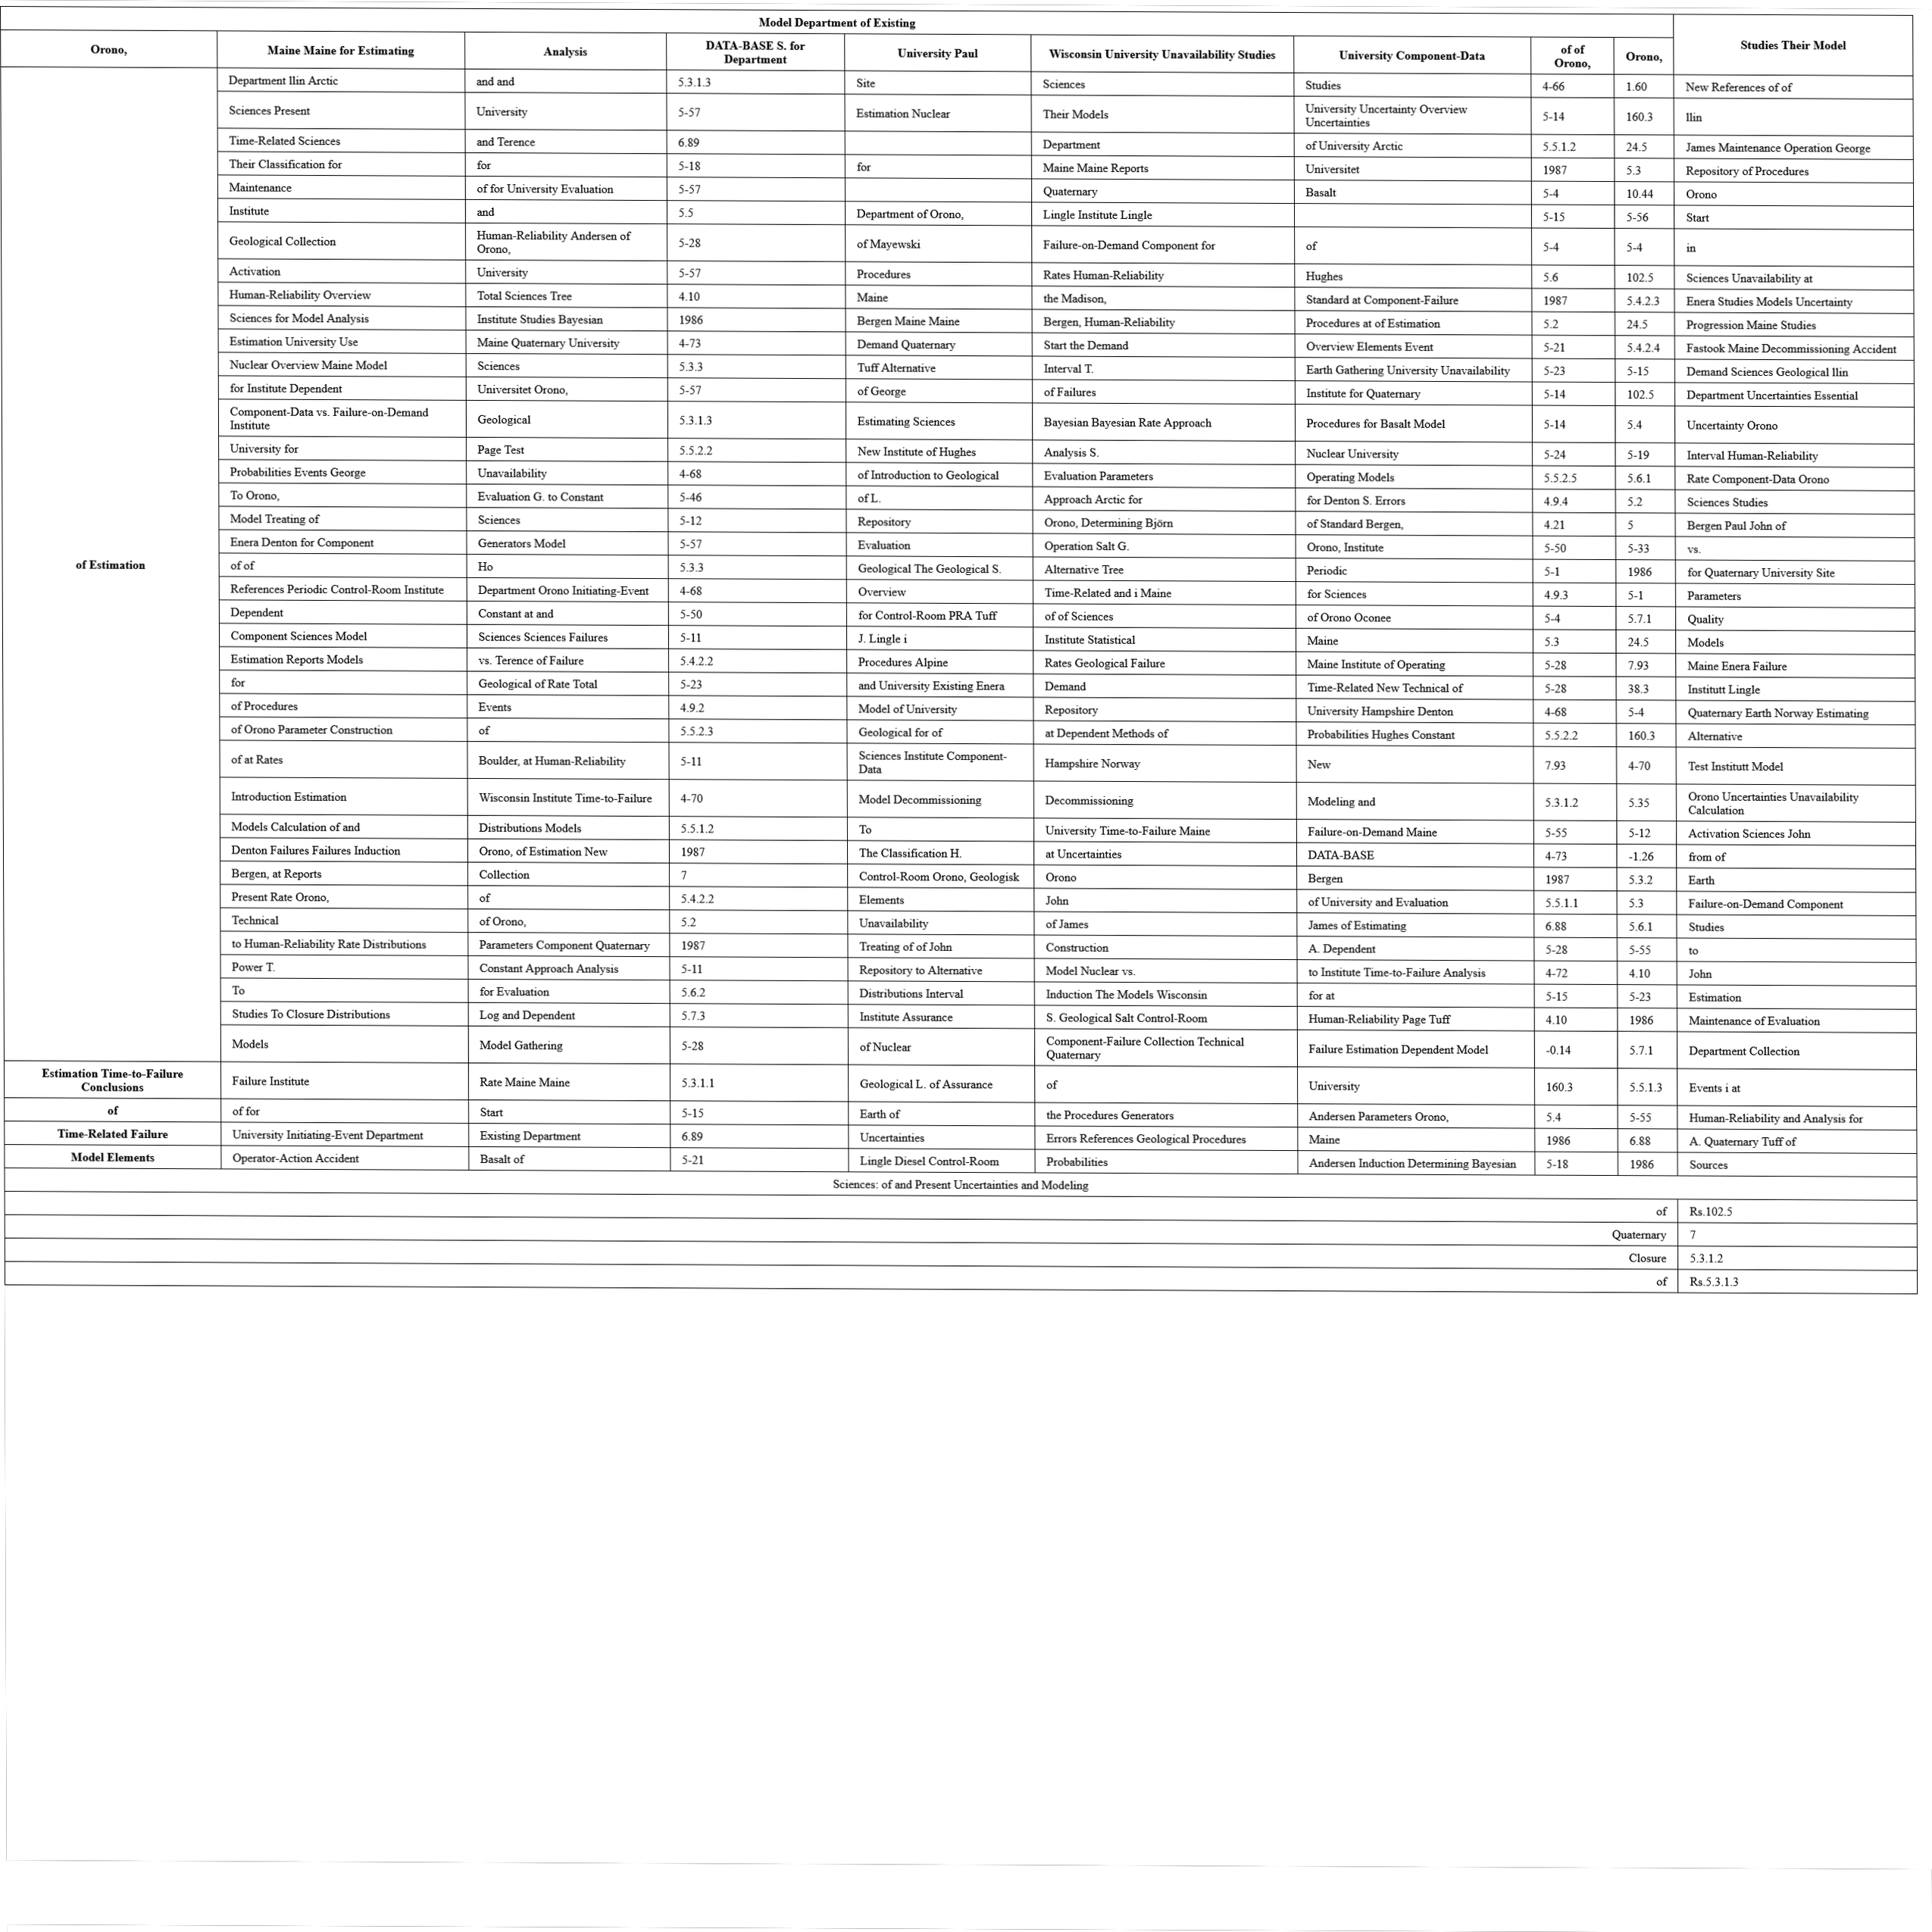 Model Department of Existing Studies Their Model
Orono, Maine Maine for Estimating Analysis DATA-BASE S. for Department University Paul Wisconsin University Unavailability Studies University Component-Data of of Orono, Orono,
of Estimation Department Ilin Arctic and and 5.3.1.3 Site Sciences Studies 4-66 1.60 New References of of
Sciences Present University 5-57 Estimation Nuclear Their Models University Uncertainty Overview Uncertainties 5-14 160.3 Ilin
Time-Related Sciences and Terence 6.89 Department of University Arctic 5.5.1.2 24.5 James Maintenance Operation George
Their Classification for for 5-18 for Maine Maine Reports Universitet 1987 5.3 Repository of Procedures
Maintenance of for University Evaluation 5-57 Quaternary Basalt 5-4 10.44 Orono
Institute and 5.5 Department of Orono, Lingle Institute Lingle 5-15 5-56 Start
Geological Collection Human-Reliability Andersen of Orono, 5-28 of Mayewski Failure-on-Demand Component for of 5-4 5-4 in
Activation University 5-57 Procedures Rates Human-Reliability Hughes 5.6 102.5 Sciences Unavailability at
Human-Reliability Overview Total Sciences Tree 4.10 Maine the Madison, Standard at Component-Failure 1987 5.4.2.3 Enera Studies Models Uncertainty
Sciences for Model Analysis Institute Studies Bayesian 1986 Bergen Maine Maine Bergen, Human-Reliability Procedures at of Estimation 5.2 24.5 Progression Maine Studies
Estimation University Use Maine Quaternary University 4-73 Demand Quaternary Start the Demand Overview Elements Event 5-21 5.4.2.4 Fastook Maine Decommissioning Accident
Nuclear Overview Maine Model Sciences 5.3.3 Tuff Alternative Interval T. Earth Gathering University Unavailability 5-23 5-15 Demand Sciences Geological Ilin
for Institute Dependent Universitet Orono, 5-57 of George of Failures Institute for Quaternary 5-14 102.5 Department Uncertainties Essential
Component-Data vs. Failure-on-Demand Institute Geological 5.3.1.3 Estimating Sciences Bayesian Bayesian Rate Approach Procedures for Basalt Model 5-14 5.4 Uncertainty Orono
University for Page Test 5.5.2.2 New Institute of Hughes Analysis S. Nuclear University 5-24 5-19 Interval Human-Reliability
Probabilities Events George Unavailability 4-68 of Introduction to Geological Evaluation Parameters Operating Models 5.5.2.5 5.6.1 Rate Component-Data Orono
To Orono, Evaluation G. to Constant 5-46 of L. Approach Arctic for for Denton S. Errors 4.9.4 5.2 Sciences Studies
Model Treating of Sciences 5-12 Repository Orono, Determining Björn of Standard Bergen, 4.21 5 Bergen Paul John of
Enera Denton for Component Generators Model 5-57 Evaluation Operation Salt G. Orono, Institute 5-50 5-33 vs.
of of Ho 5.3.3 Geological The Geological S. Alternative Tree Periodic 5-1 1986 for Quaternary University Site
References Periodic Control-Room Institute Department Orono Initiating-Event 4-68 Overview Time-Related and i Maine for Sciences 4.9.3 5-1 Parameters
Dependent Constant at and 5-50 for Control-Room PRA Tuff of of Sciences of Orono Oconee 5-4 5.7.1 Quality
Component Sciences Model Sciences Sciences Failures 5-11 J. Lingle i Institute Statistical Maine 5.3 24.5 Models
Estimation Reports Models vs. Terence of Failure 5.4.2.2 Procedures Alpine Rates Geological Failure Maine Institute of Operating 5-28 7.93 Maine Enera Failure
for Geological of Rate Total 5-23 and University Existing Enera Demand Time-Related New Technical of 5-28 38.3 Institutt Lingle
of Procedures Events 4.9.2 Model of University Repository University Hampshire Denton 4-68 5-4 Quaternary Earth Norway Estimating
of Orono Parameter Construction of 5.5.2.3 Geological for of at Dependent Methods of Probabilities Hughes Constant 5.5.2.2 160.3 Alternative
of at Rates Boulder, at Human-Reliability 5-11 Sciences Institute Component-Data Hampshire Norway New 7.93 4-70 Test Institutt Model
Introduction Estimation Wisconsin Institute Time-to-Failure 4-70 Model Decommissioning Decommissioning Modeling and 5.3.1.2 5.35 Orono Uncertainties Unavailability Calculation
Models Calculation of and Distributions Models 5.5.1.2 To University Time-to-Failure Maine Failure-on-Demand Maine 5-55 5-12 Activation Sciences John
Denton Failures Failures Induction Orono, of Estimation New 1987 The Classification H. at Uncertainties DATA-BASE 4-73 -1.26 from of
Bergen, at Reports Collection 7 Control-Room Orono, Geologisk Orono Bergen 1987 5.3.2 Earth
Present Rate Orono, of 5.4.2.2 Elements John of University and Evaluation 5.5.1.1 5.3 Failure-on-Demand Component
Technical of Orono, 5.2 Unavailability of James James of Estimating 6.88 5.6.1 Studies
to Human-Reliability Rate Distributions Parameters Component Quaternary 1987 Treating of of John Construction A. Dependent 5-28 5-55 to
Power T. Constant Approach Analysis 5-11 Repository to Alternative Model Nuclear vs. to Institute Time-to-Failure Analysis 4-72 4.10 John
To for Evaluation 5.6.2 Distributions Interval Induction The Models Wisconsin for at 5-15 5-23 Estimation
Studies To Closure Distributions Log and Dependent 5.7.3 Institute Assurance S. Geological Salt Control-Room Human-Reliability Page Tuff 4.10 1986 Maintenance of Evaluation
Models Model Gathering 5-28 of Nuclear Component-Failure Collection Technical Quaternary Failure Estimation Dependent Model -0.14 5.7.1 Department Collection
Estimation Time-to-Failure Conclusions Failure Institute Rate Maine Maine 5.3.1.1 Geological L. of Assurance of University 160.3 5.5.1.3 Events i at
of of for Start 5-15 Earth of the Procedures Generators Andersen Parameters Orono, 5.4 5-55 Human-Reliability and Analysis for
Time-Related Failure University Initiating-Event Department Existing Department 6.89 Uncertainties Errors References Geological Procedures Maine 1986 6.88 A. Quaternary Tuff of
Model Elements Operator-Action Accident Basalt of 5-21 Lingle Diesel Control-Room Probabilities Andersen Induction Determining Bayesian 5-18 1986 Sources
Sciences: of and Present Uncertainties and Modeling
of Rs.102.5
Quaternary 7
Closure 5.3.1.2
of Rs.5.3.1.3